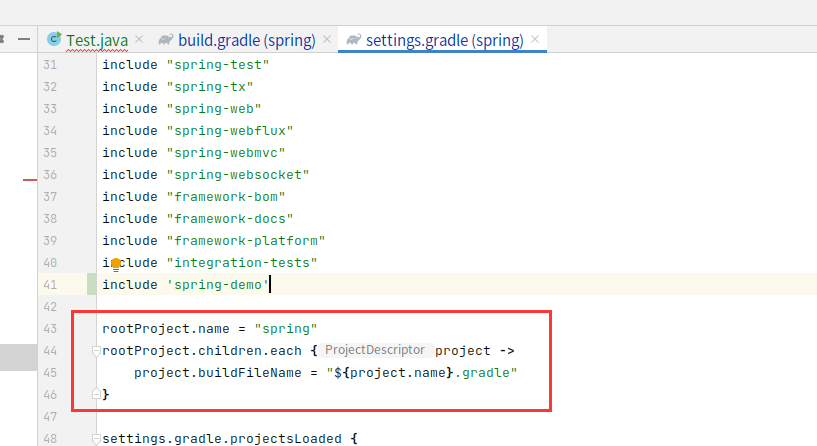 Test.java build.gradle (spring) settings.gradle (spring)
31 include "spring-test"
32 include "spring-tx"
33 include "spring-web"
34 include "spring-webflux"
35 include "spring-webmvc"
36 include "spring-websocket"
37 include "framework-bom"
38 include "framework-docs"
39 include "framework-platform"
40 include "integration-tests"
41 include 'spring-demo'
42
43 rootProject.name = "spring"
44 rootProject.children.each { ProjectDescriptor project ->
45 project.buildFileName = "${project.name}.gradle"
46 }
47
48 settings.gradle.projectsLoaded {